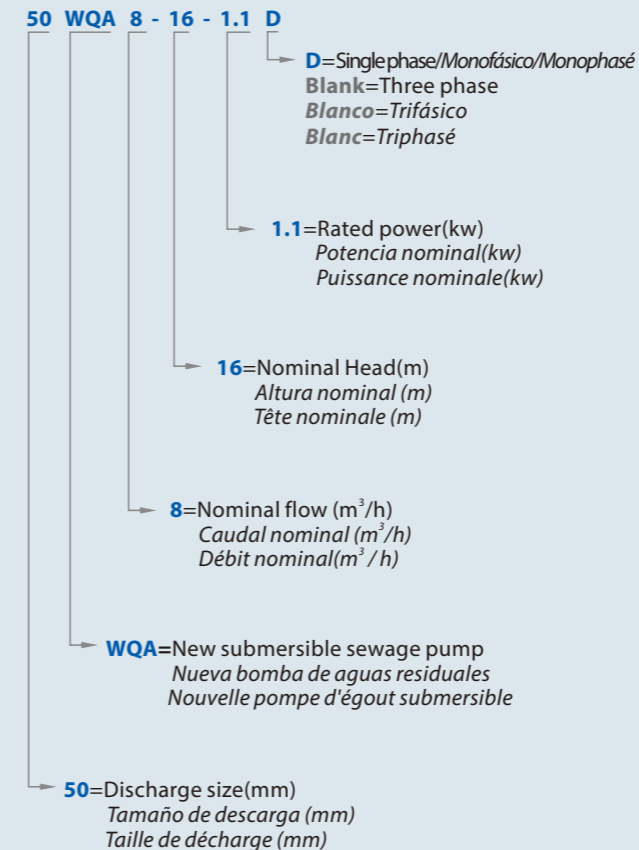 50 WQA 8 - 16 - 1.1 D
D=Single phase/Monofásico/Monophasé
Blank=Three phase
Blanco=Trifásico
Blanc=Triphasé
1.1=Rated power(kw)
Potencia nominal(kw)
Puissance nominale(kw)
16=Nominal Head(m)
Altura nominal (m)
Tête nominale (m)
8=Nominal flow (m³/h)
Caudal nominal (m³/h)
Débit nominal(m³/h)
WQA=New submersible sewage pump
Nueva bomba de aguas residuales
Nouvelle pompe d'égout submersible
50=Discharge size(mm)
Tamaño de descarga (mm)
Taille de décharge (mm)